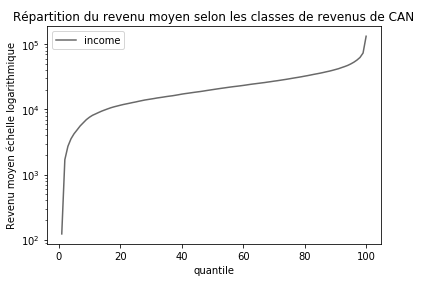 Répartition du revenu moyen selon les classes de revenus de CAN
income
Revenu moyen échelle logarithmique
10⁵
10⁴
10³
10²
0 20 40 60 80 100
quantile